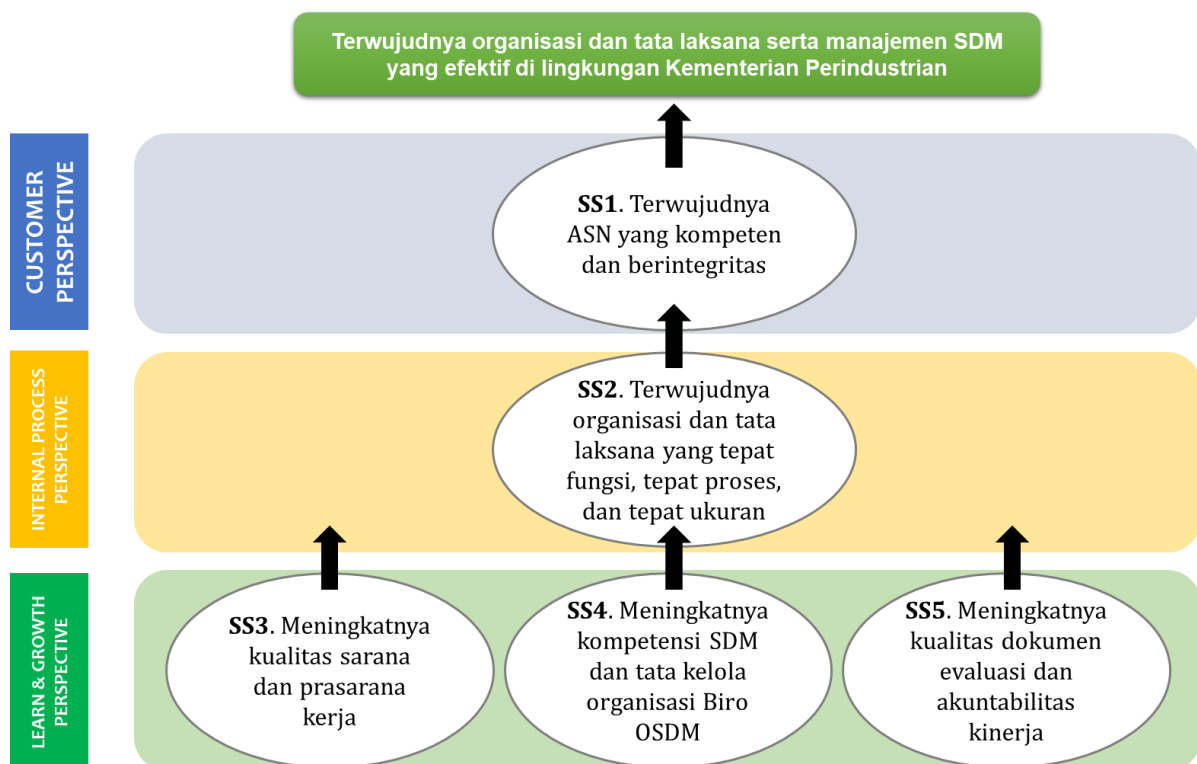 Terwujudnya organisasi dan tata laksana serta manajemen SDM
yang efektif di lingkungan Kementerian Perindustrian
CUSTOMER
PERSPECTIVE
SS1. Terwujudnya
ASN yang kompeten
dan berintegritas
INTERNAL PROCESS
PERSPECTIVE
SS2. Terwujudnya
organisasi dan tata
laksana yang tepat
fungsi, tepat proses,
dan tepat ukuran
LEARN & GROWTH
PERSPECTIVE
SS3. Meningkatnya
kualitas sarana
dan prasarana
kerja
SS4. Meningkatnya
kompetensi SDM
dan tata kelola
organisasi Biro
OSDM
SS5. Meningkatnya
kualitas dokumen
evaluasi dan
akuntabilitas
kinerja